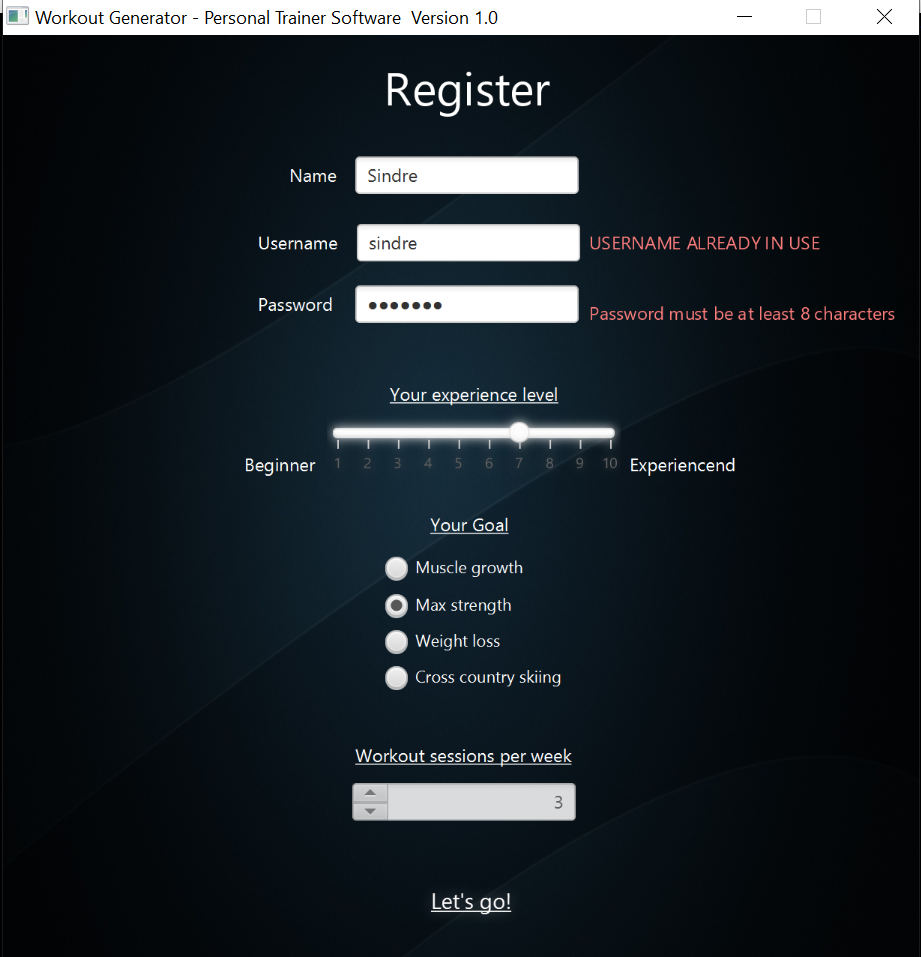 Workout Generator - Personal Trainer Software  Version 1.0
Register
Name Sindre
Username sindre USERNAME ALREADY IN USE
Password ●●●●●●●
Password must be at least 8 characters
Your experience level
Beginner 1 2 3 4 5 6 7 8 9 10 Experiencend
Your Goal
Muscle growth
Max strength
Weight loss
Cross country skiing
Workout sessions per week
3
Let's go!